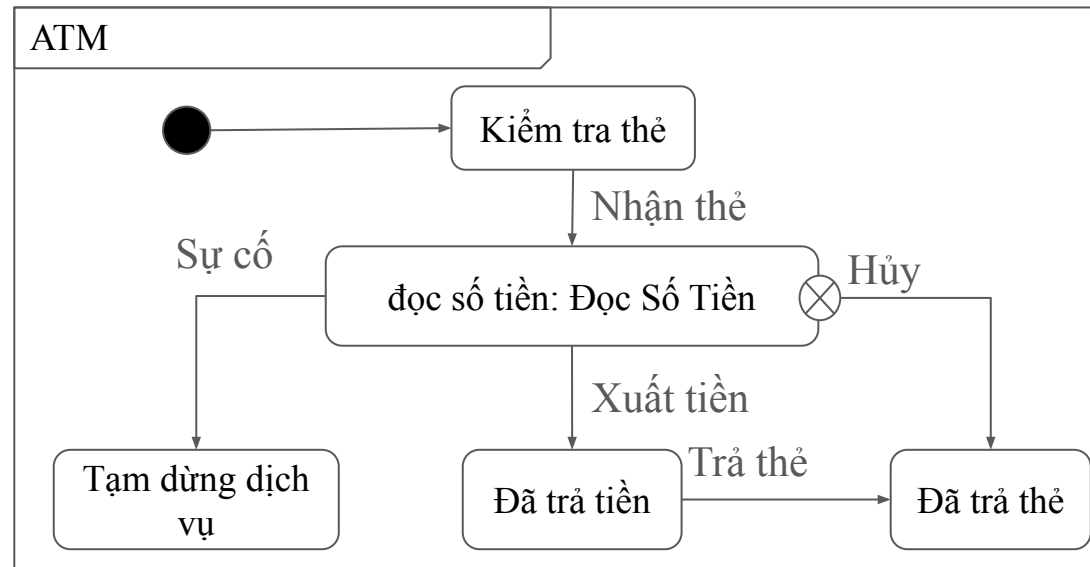 ATM
Kiểm tra thẻ
Nhận thẻ
Sự cố
Hủy
đọc số tiền: Đọc Số Tiền
Xuất tiền
Trả thẻ
Tạm dừng dịch
vụ
Đã trả tiền
Đã trả thẻ